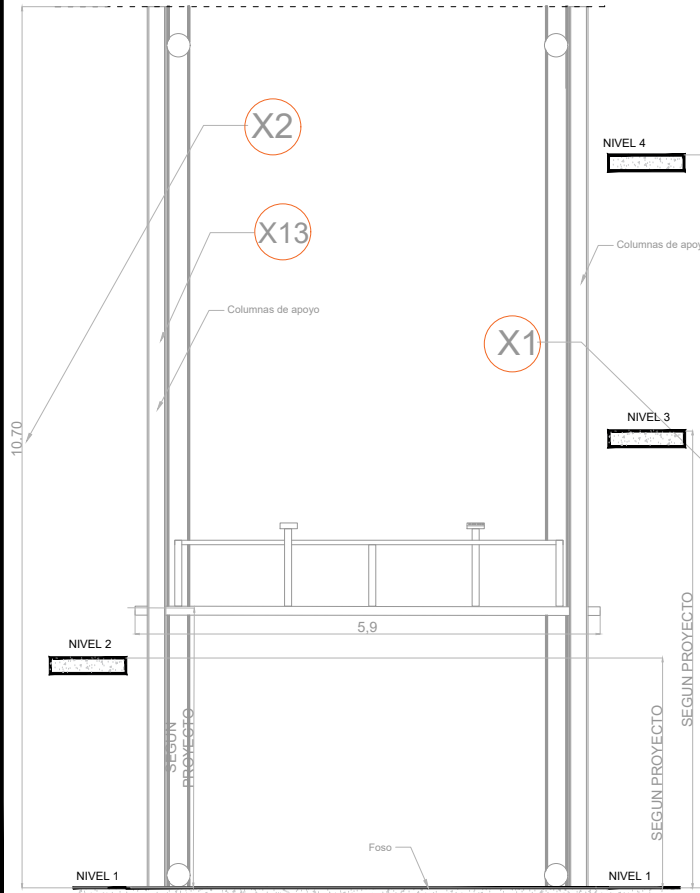 X2
NIVEL 4
X13
Columnas de apoy
Columnas de apoyo
X1
NIVEL 3
10.70
5,9
NIVEL 2
SEGUN PROYECTO
SEGUN
PROYECTO
SEGUN PROYECTO
Foso
NIVEL 1
NIVEL 1